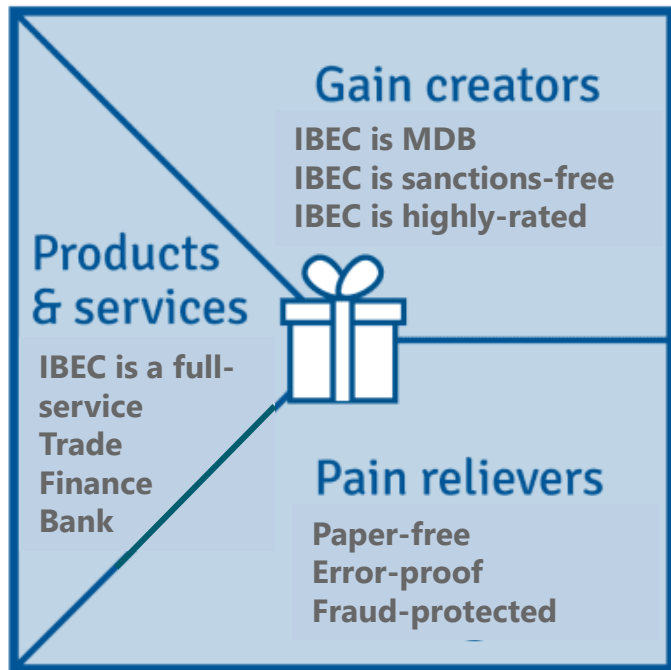 Gain creators
IBEC is MDB
IBEC is sanctions-free
IBEC is highly-rated
Products
& services
IBEC is a full-
service
Trade
Finance
Bank
Pain relievers
Paper-free
Error-proof
Fraud-protected